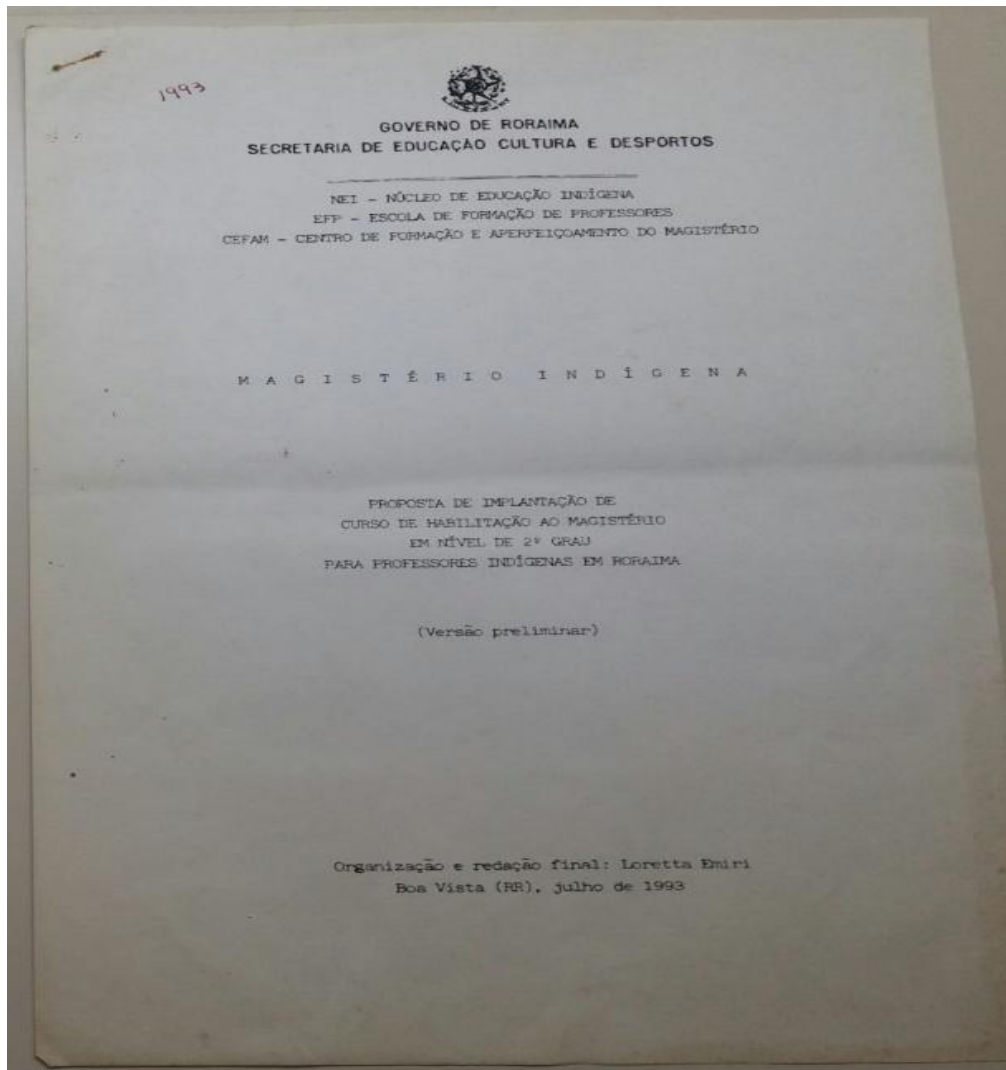 1993
GOVERNO DE RORAIMA
SECRETARIA DE EDUCAÇÃO CULTURA E DESPORTOS
NEI - NÚCLEO DE EDUCAÇÃO INDÍGENA
EFP - ESCOLA DE FORMAÇÃO DE PROFESSORES
CEFAM - CENTRO DE FORMAÇÃO E APERFEIÇOAMENTO DO MAGISTÉRIO
M A G I S T É R I O I N D Í G E N A
PROPOSTA DE IMPLANTAÇÃO DE
CURSO DE HABILITAÇÃO AO MAGISTÉRIO
EM NÍVEL DE 2º GRAU
PARA PROFESSORES INDÍGENAS EM RORAIMA
(Versão preliminar)
Organização e redação final: Loretta Emiri
Boa Vista (RR), julho de 1993